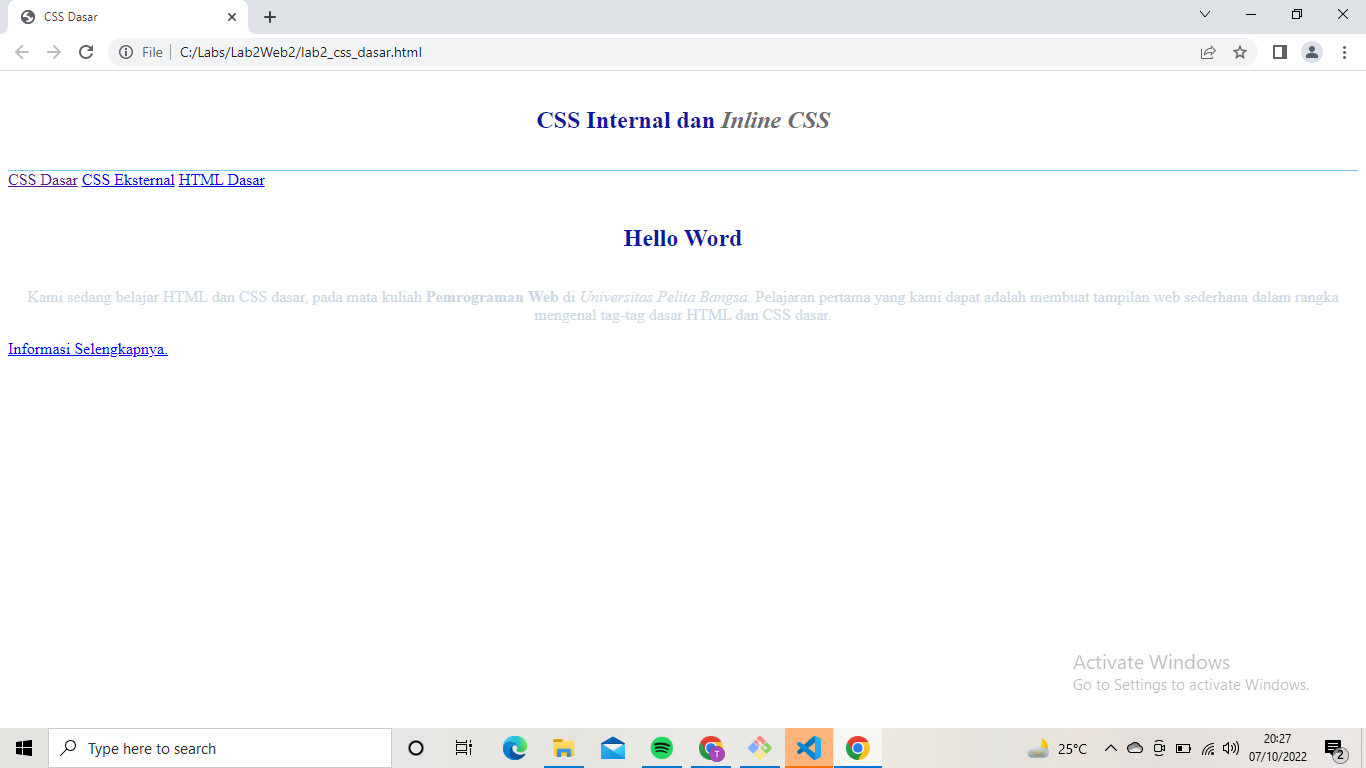 CSS Dasar
File
C:/Labs/Lab2Web2/lab2_css_dasar.html
CSS Internal dan Inline CSS
CSS Dasar CSS Eksternal HTML Dasar
Hello Word
Kami sedang belajar HTML dan CSS dasar, pada mata kuliah Pemrograman Web di Universitas Pelita Bangsa. Pelajaran pertama yang kami dapat adalah membuat tampilan web sederhana dalam rangka
mengenal tag-tag dasar HTML dan CSS dasar.
Informasi Selengkapnya.
Activate Windows
Go to Settings to activate Windows.
Type here to search
T
25°C
20:27
07/10/2022
2